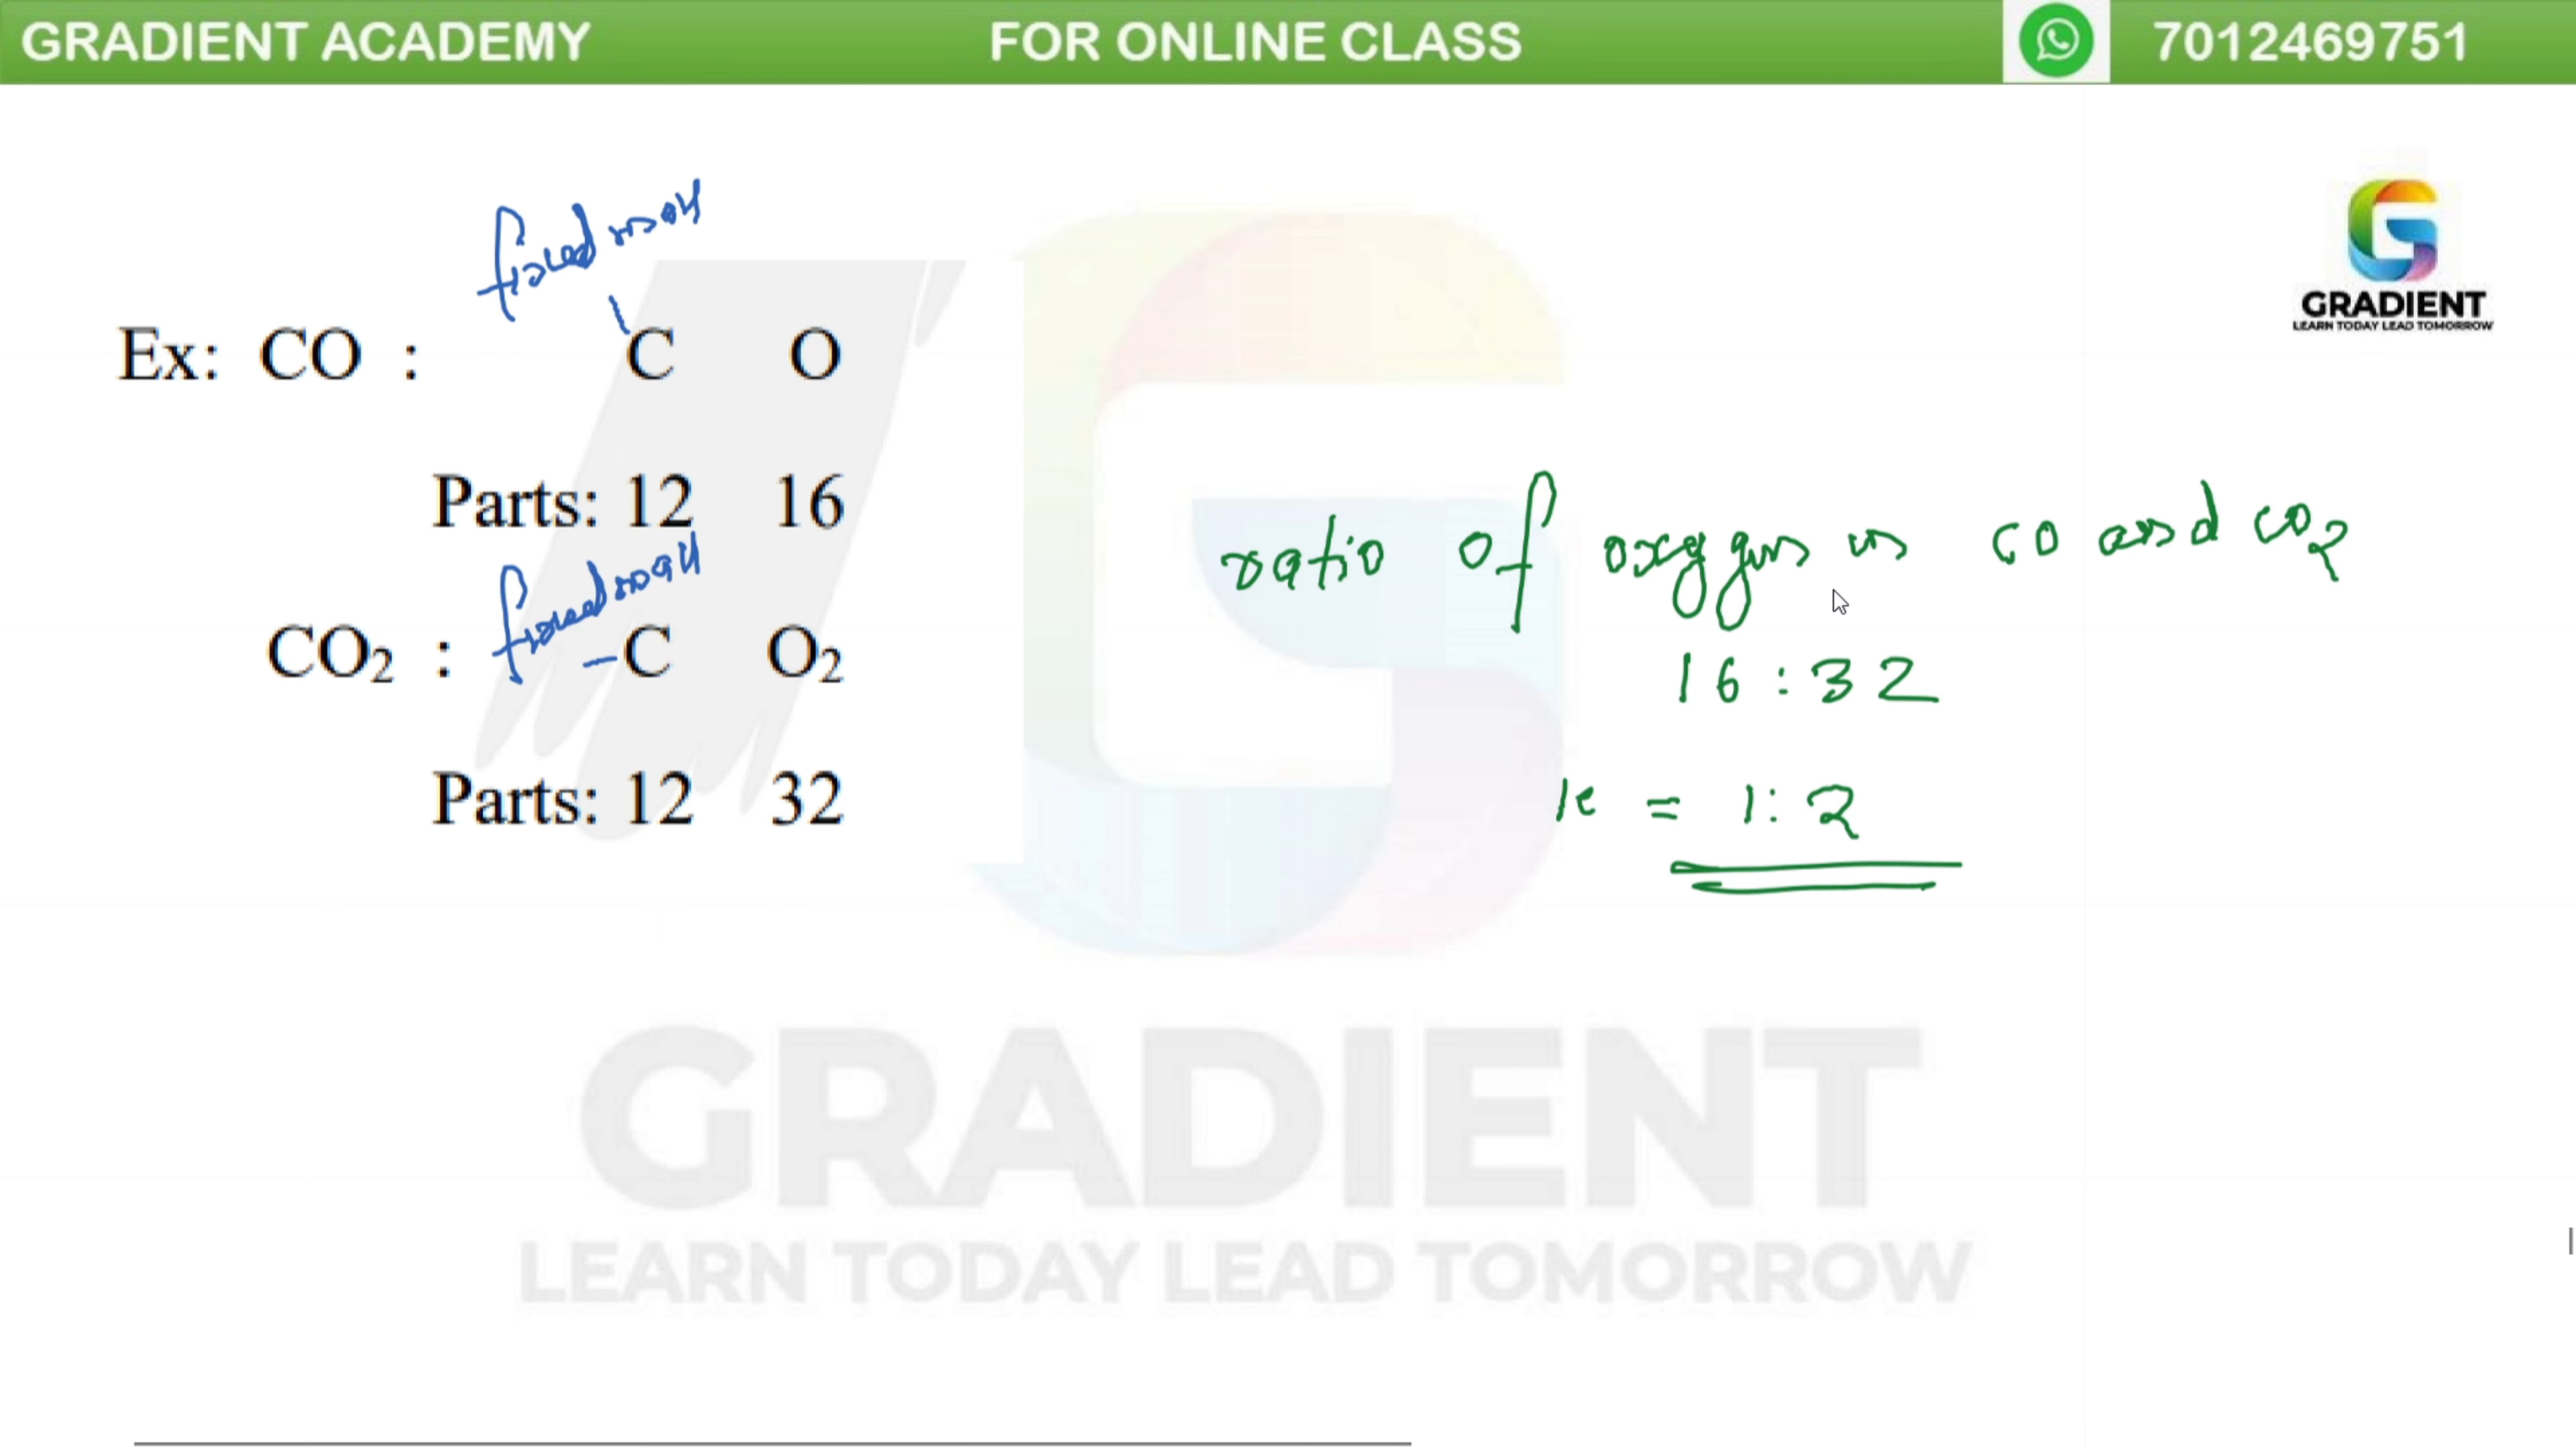 GRADIENT ACADEMY FOR ONLINE CLASS 7012469751
GRADIENT
LEARN TODAY LEAD TOMORROW
fixed mass
Ex: CO : C O
Parts: 12 16
fixed mass
CO₂ : C O₂
Parts: 12 32
ratio of oxygen in CO and CO₂
16 : 32
ie = 1 : 2
GRADIENT
LEARN TODAY LEAD TOMORROW